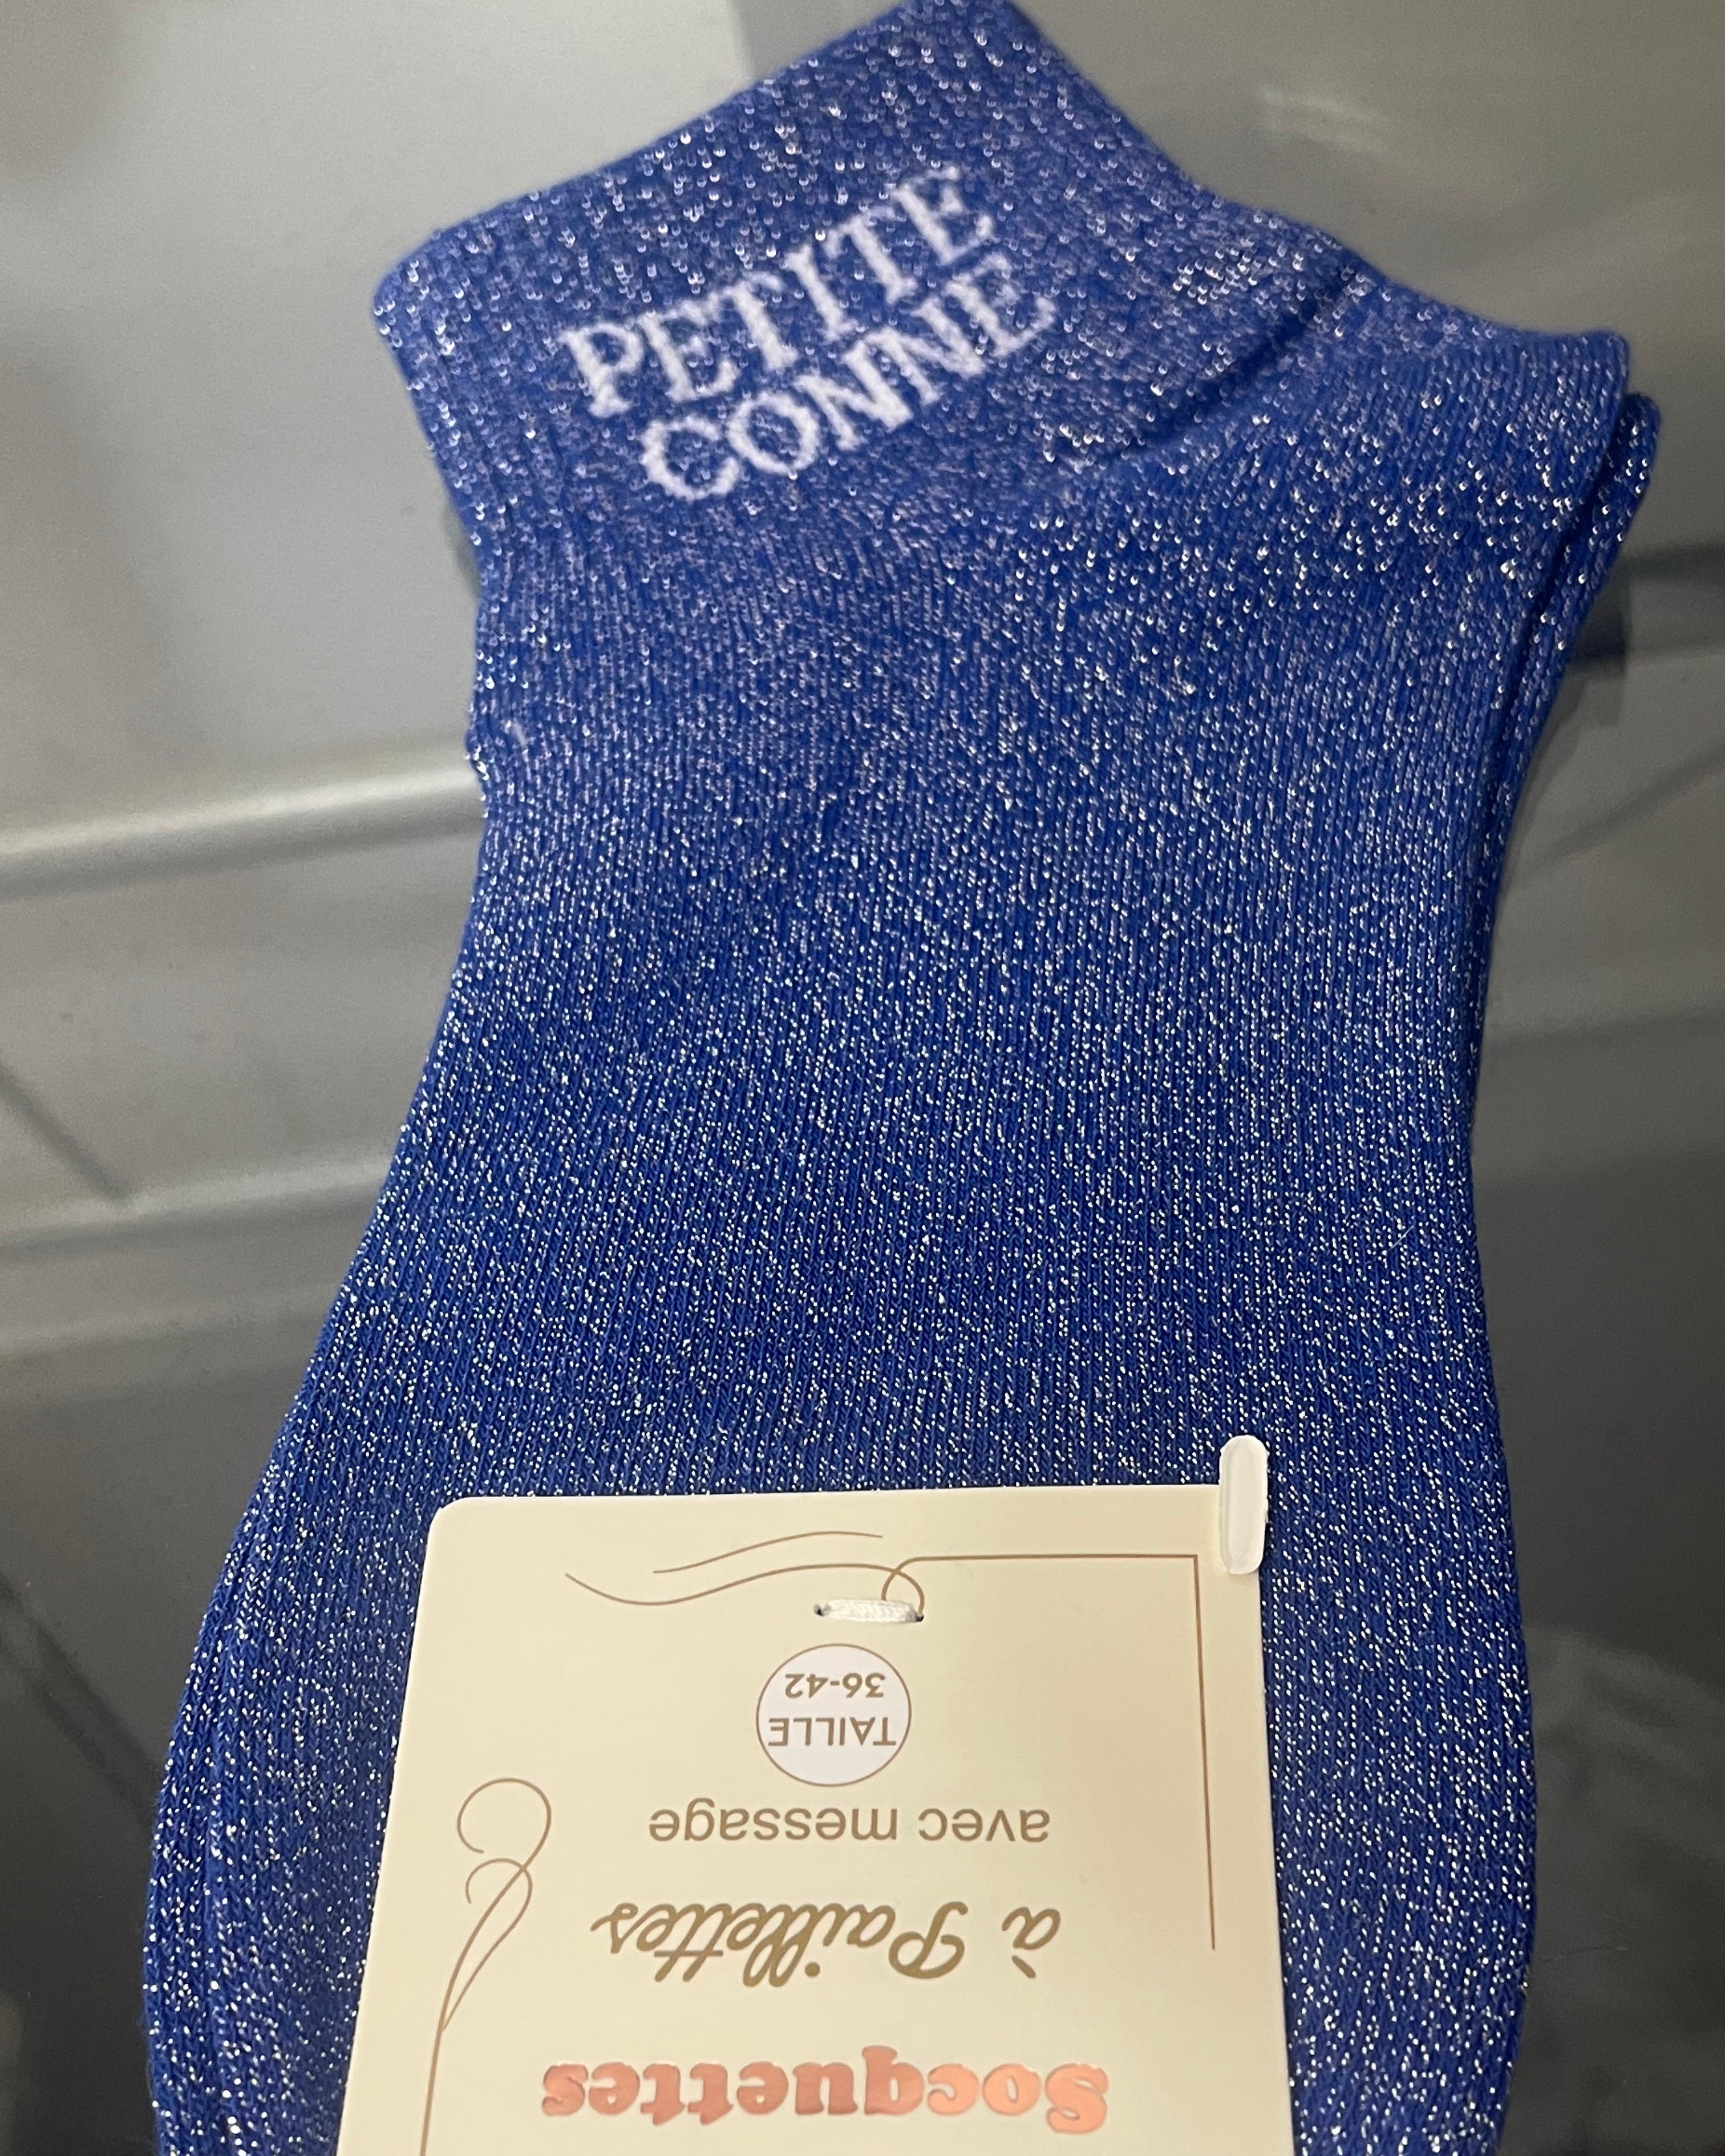 PETITE
CONNE
Socquettes
à Paillettes
avec message
TAILLE
36-42